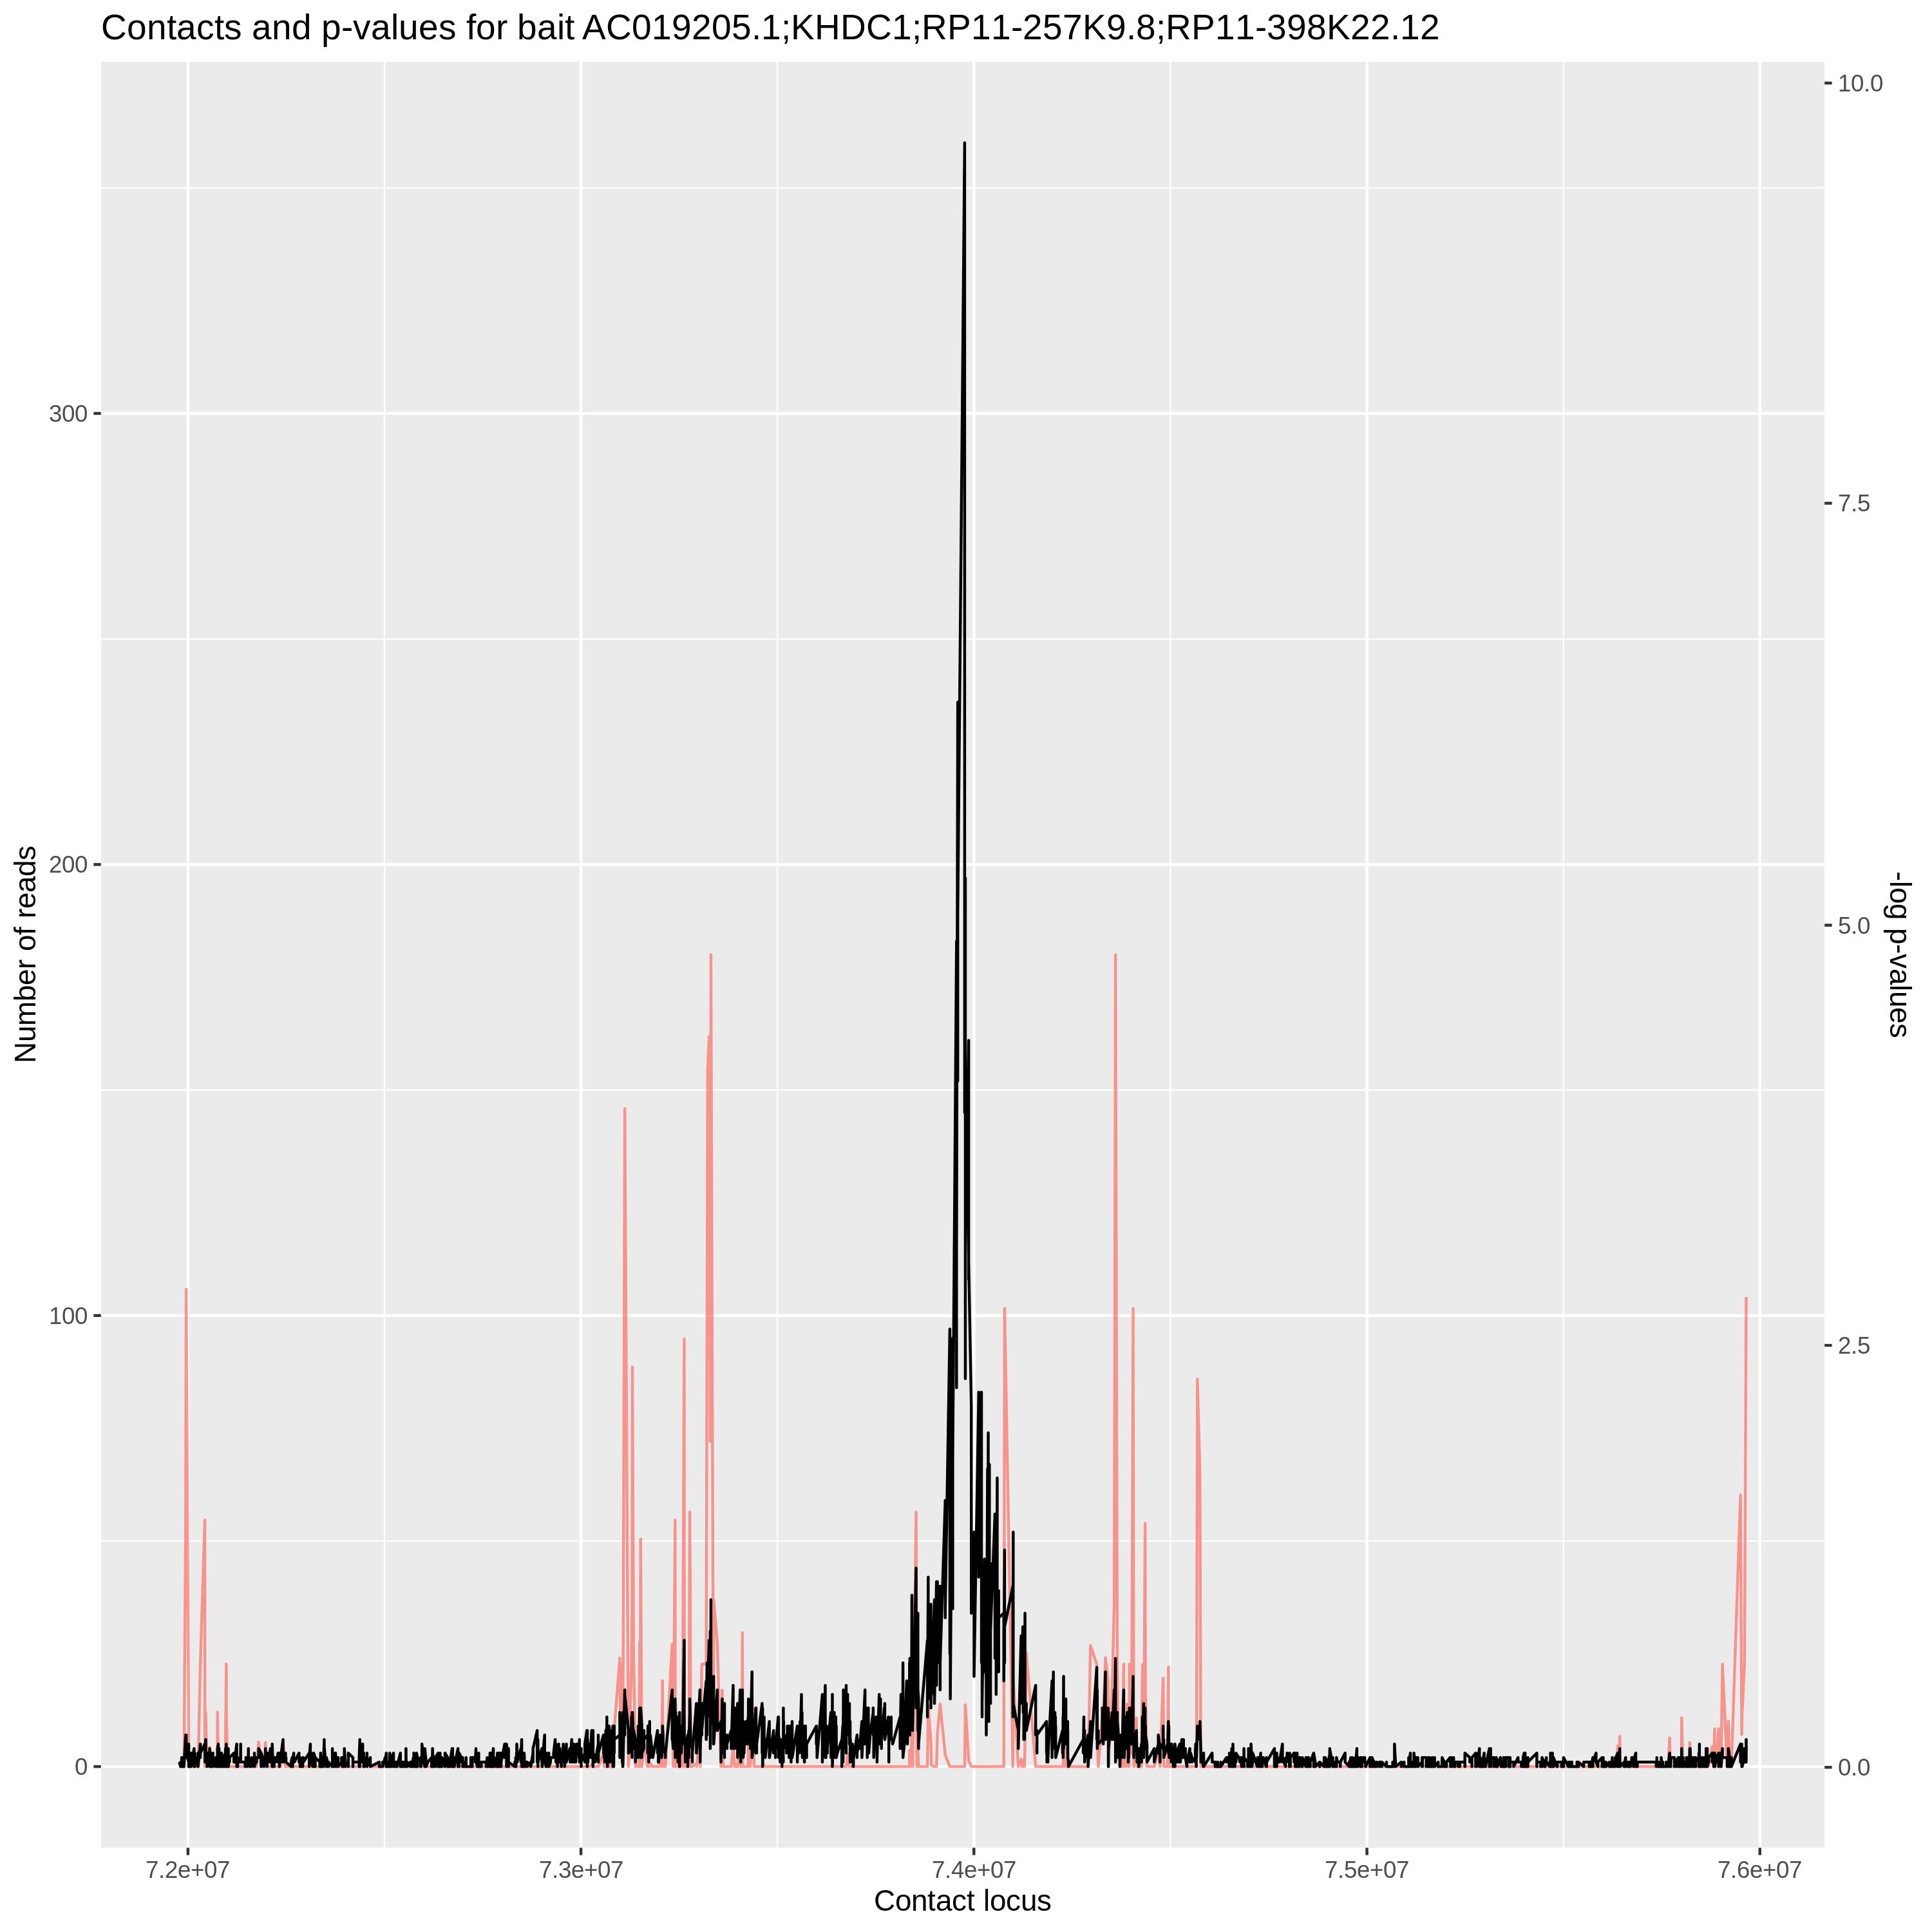 Contacts and p-values for bait AC019205.1;KHDC1;RP11-257K9.8;RP11-398K22.12
10.0
300
7.5
200
Number of reads
-log p-values
5.0
100
2.5
0
0.0
7.2e+07
7.3e+07
7.4e+07
7.5e+07
7.6e+07
Contact locus